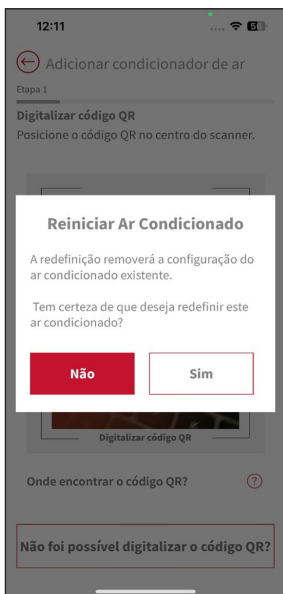 12:11
Adicionar condicionador de ar
Etapa 1
Digitalizar código QR
Posicione o código QR no centro do scanner.
Reiniciar Ar Condicionado
A redefinição removerá a configuração do
ar condicionado existente.
Tem certeza de que deseja redefinir este
ar condicionado?
Não
Sim
Digitalizar código QR
Onde encontrar o código QR?
?
Não foi possível digitalizar o código QR?